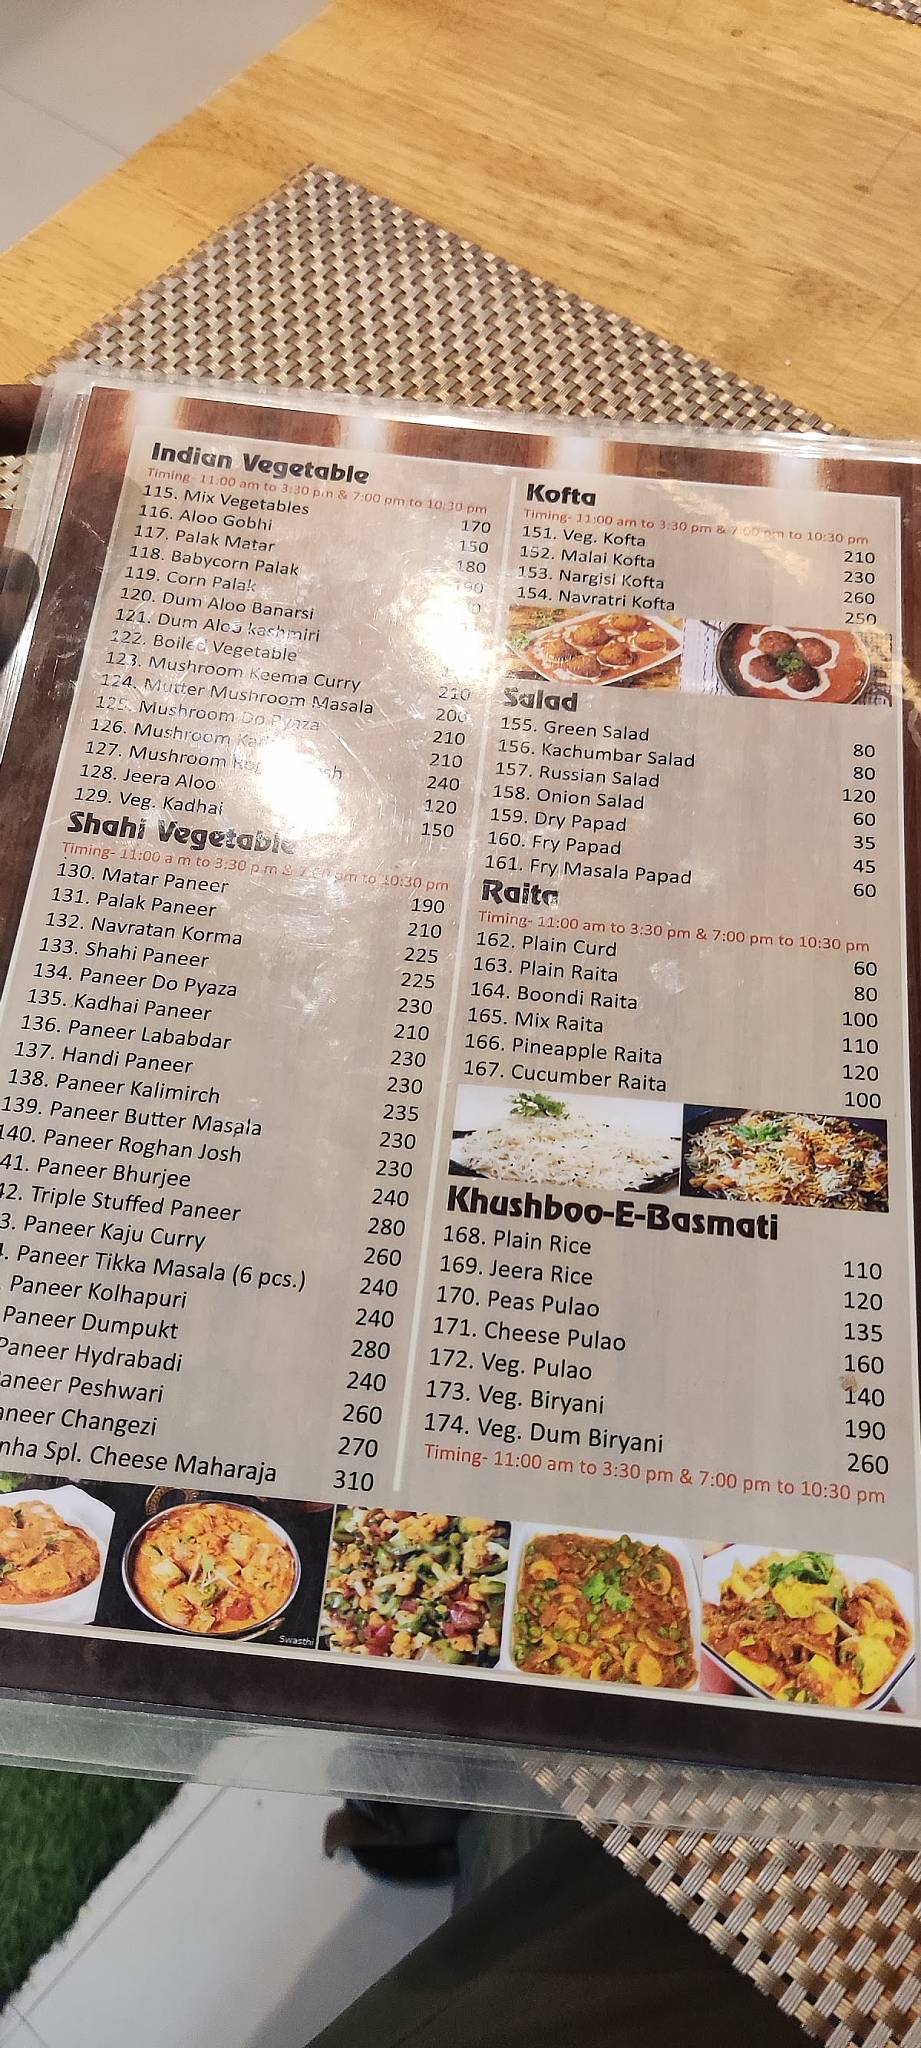 Indian Vegetable
Timing- 11:00 am to 3:30 pm & 7:00 pm to 10:30 pm
115. Mix Vegetables 170
116. Aloo Gobhi 150
117. Palak Matar 180
118. Babycorn Palak
119. Corn Palak
120. Dum Aloo Banarsi
121. Dum Aloo kashmiri
122. Boiled Vegetable
123. Mushroom Keema Curry 210
124. Mutter Mushroom Masala 200
125. Mushroom Do Pyaza 210
126. Mushroom 210
127. Mushroom 240
128. Jeera Aloo 120
129. Veg. Kadhai 150
Shahi Vegetable
Timing- 11:00 a m to 3:30 p m & 7:00 pm to 10:30 pm
130. Matar Paneer 190
131. Palak Paneer 210
132. Navratan Korma 225
133. Shahi Paneer 225
134. Paneer Do Pyaza 230
135. Kadhai Paneer 210
136. Paneer Lababdar 230
137. Handi Paneer 230
138. Paneer Kalimirch 235
139. Paneer Butter Masala 230
140. Paneer Roghan Josh 230
41. Paneer Bhurjee 240
42. Triple Stuffed Paneer 280
3. Paneer Kaju Curry 260
. Paneer Tikka Masala (6 pcs.) 240
. Paneer Kolhapuri 240
Paneer Dumpukt 280
Paneer Hydrabadi 240
aneer Peshwari 260
aneer Changezi 270
nha Spl. Cheese Maharaja 310
Kofta
Timing- 11:00 am to 3:30 pm & 7:00 pm to 10:30 pm
151. Veg. Kofta 210
152. Malai Kofta 230
153. Nargisi Kofta 260
154. Navratri Kofta 250
Salad
155. Green Salad 80
156. Kachumbar Salad 80
157. Russian Salad 120
158. Onion Salad 60
159. Dry Papad 35
160. Fry Papad 45
161. Fry Masala Papad 60
Raita
Timing- 11:00 am to 3:30 pm & 7:00 pm to 10:30 pm
162. Plain Curd 60
163. Plain Raita 80
164. Boondi Raita 100
165. Mix Raita 110
166. Pineapple Raita 120
167. Cucumber Raita 100
Khushboo-E-Basmati
168. Plain Rice 110
169. Jeera Rice 120
170. Peas Pulao 135
171. Cheese Pulao 160
172. Veg. Pulao 140
173. Veg. Biryani 190
174. Veg. Dum Biryani 260
Timing- 11:00 am to 3:30 pm & 7:00 pm to 10:30 pm
Swasthi